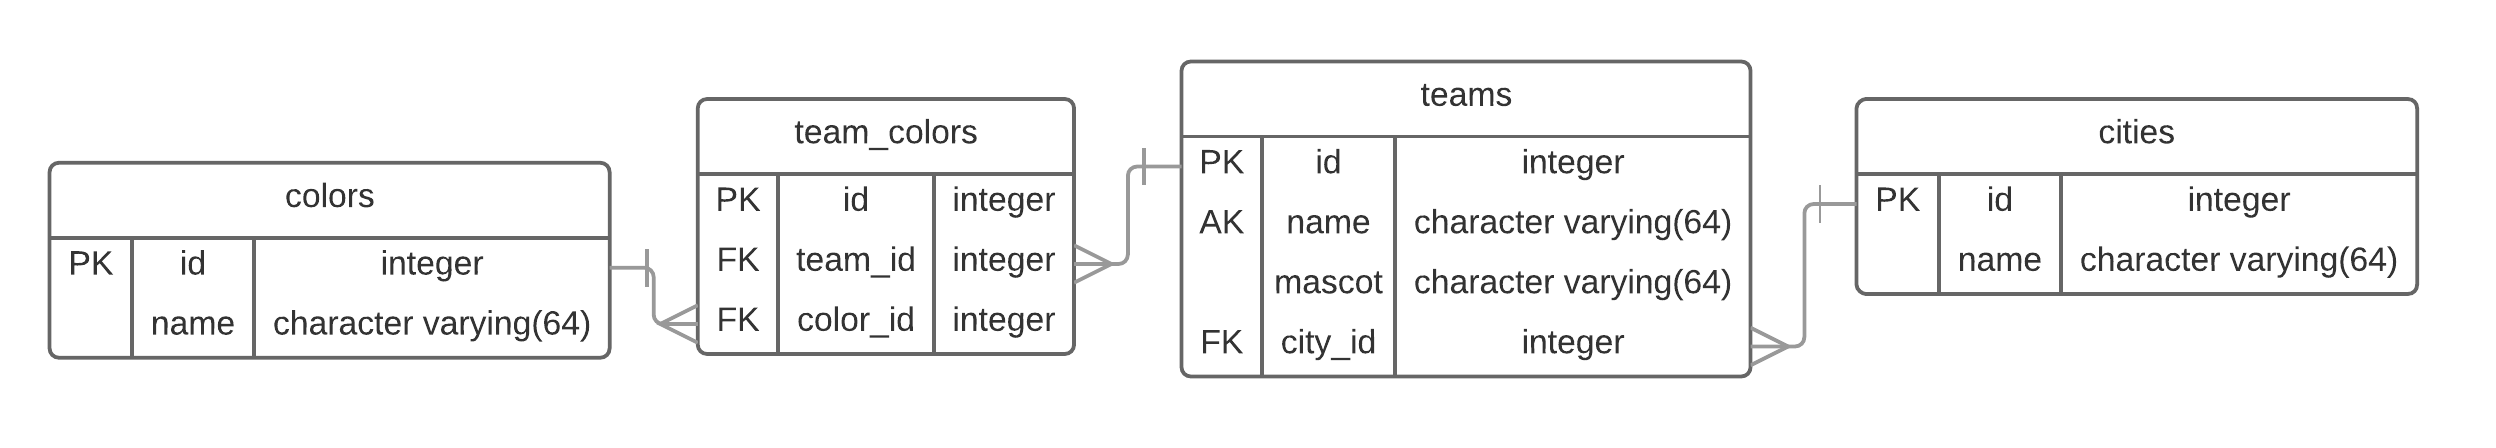 colors
PK id integer
name character varying(64)
team_colors
PK id integer
FK team_id integer
FK color_id integer
teams
PK id integer
AK name character varying(64)
mascot character varying(64)
FK city_id integer
cities
PK id integer
name character varying(64)